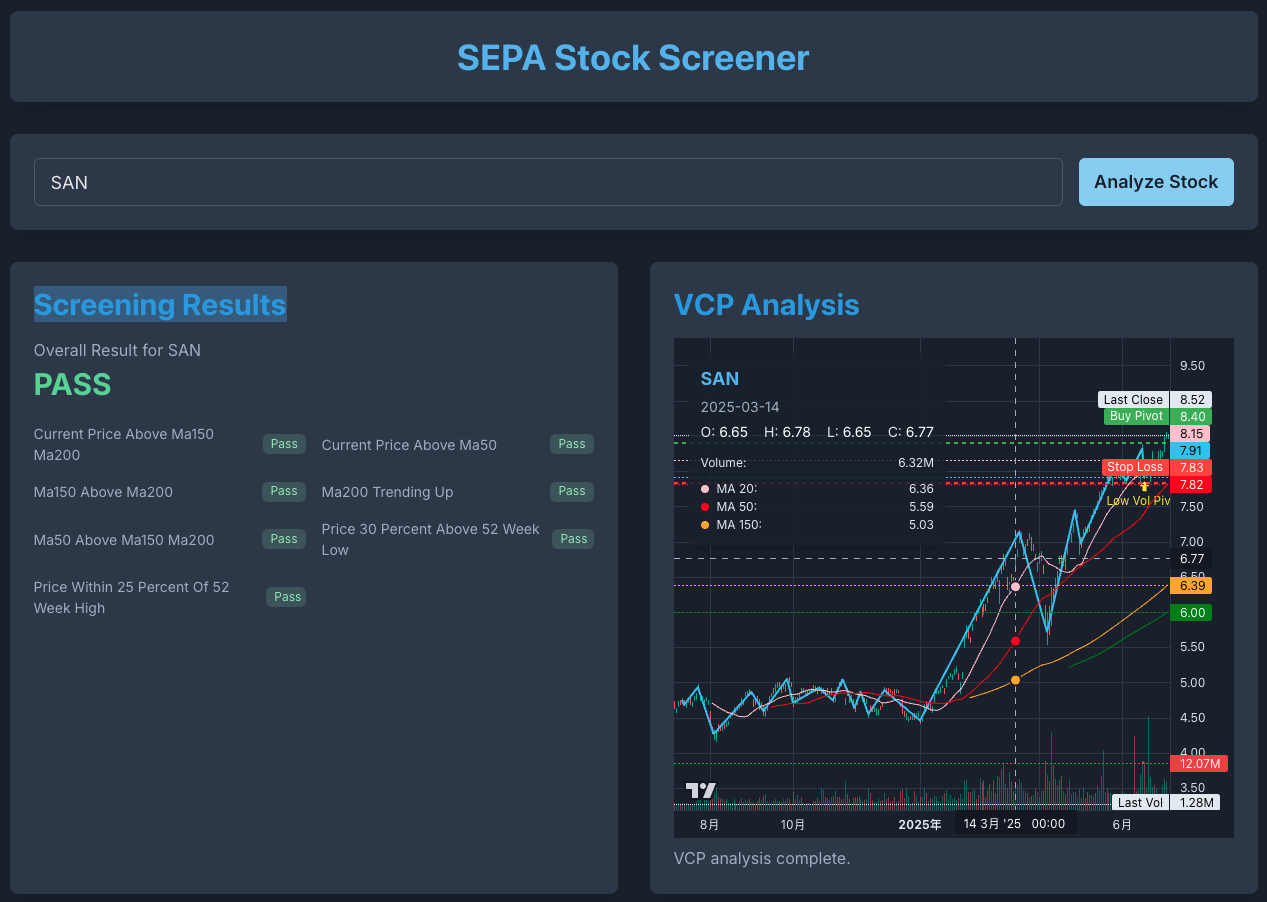 SEPA Stock Screener
SAN
Analyze Stock
Screening Results
Overall Result for SAN
PASS
Current Price Above Ma150
Ma200
Pass
Current Price Above Ma50
Pass
Ma150 Above Ma200
Pass
Ma200 Trending Up
Pass
Ma50 Above Ma150 Ma200
Pass
Price 30 Percent Above 52 Week
Low
Pass
Price Within 25 Percent Of 52
Week High
Pass
VCP Analysis
SAN
2025-03-14
O: 6.65 H: 6.78 L: 6.65 C: 6.77
Volume: 6.32M
MA 20: 6.36
MA 50: 5.59
MA 150: 5.03
9.50
Last Close 8.52
Buy Pivot 8.40
8.15
7.91
Stop Loss 7.83
7.82
Low Vol Piv
7.50
7.00
6.77
6.50
6.39
6.00
5.50
5.00
4.50
4.00
12.07M
3.50
Last Vol 1.28M
8月 10月 2025年 14 3月 '25 00:00 6月
VCP analysis complete.